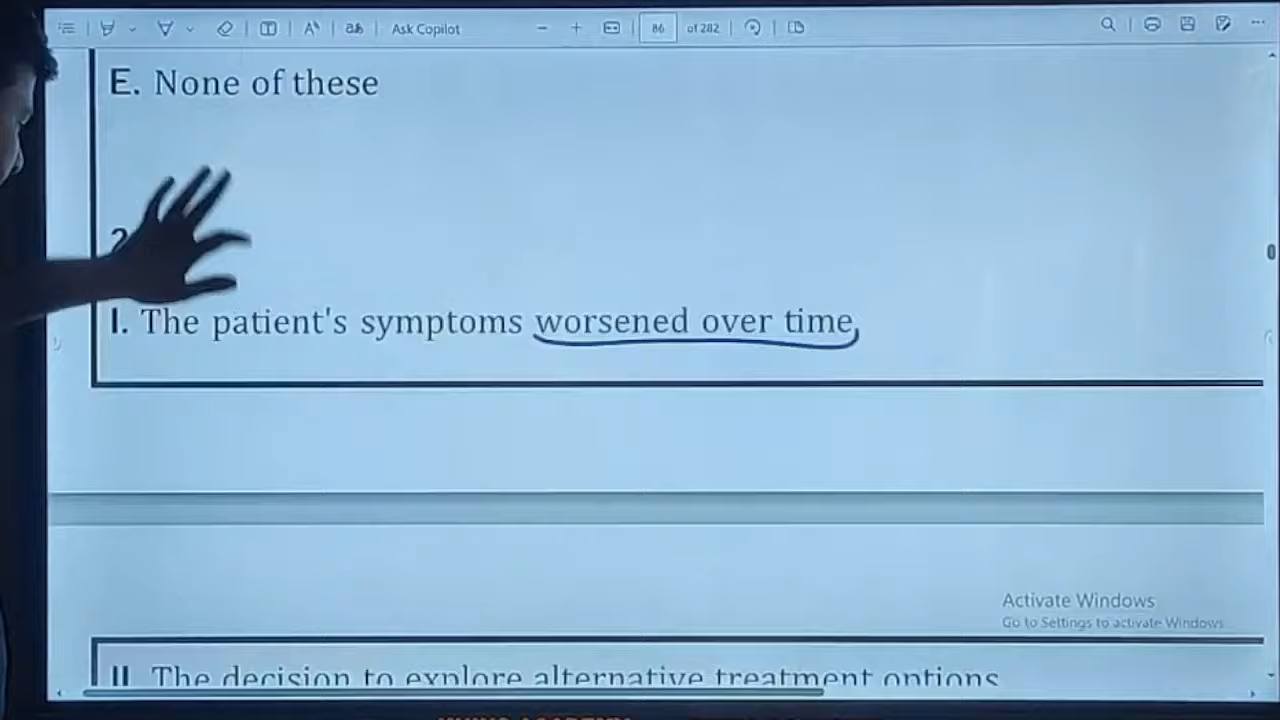 Ask Copilot
86 of 282
E. None of these
2
I. The patient's symptoms worsened over time,
Activate Windows
Go to Settings to activate Windows.
II. The decision to explore alternative treatment options